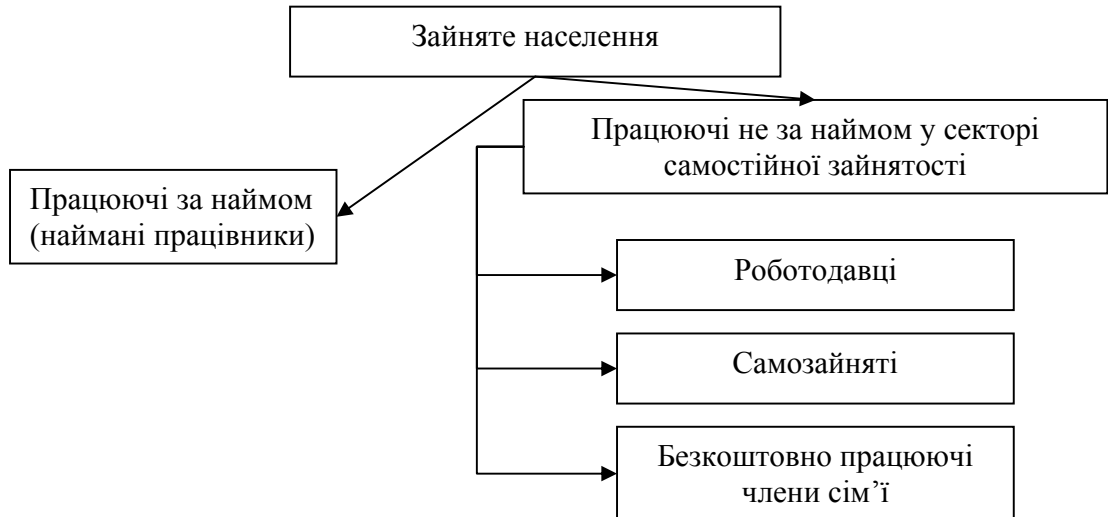 Зайняте населення
Працюючі не за наймом у секторі
самостійної зайнятості
Працюючі за наймом
(наймані працівники)
Роботодавці
Самозайняті
Безкоштовно працюючі
члени сім’ї